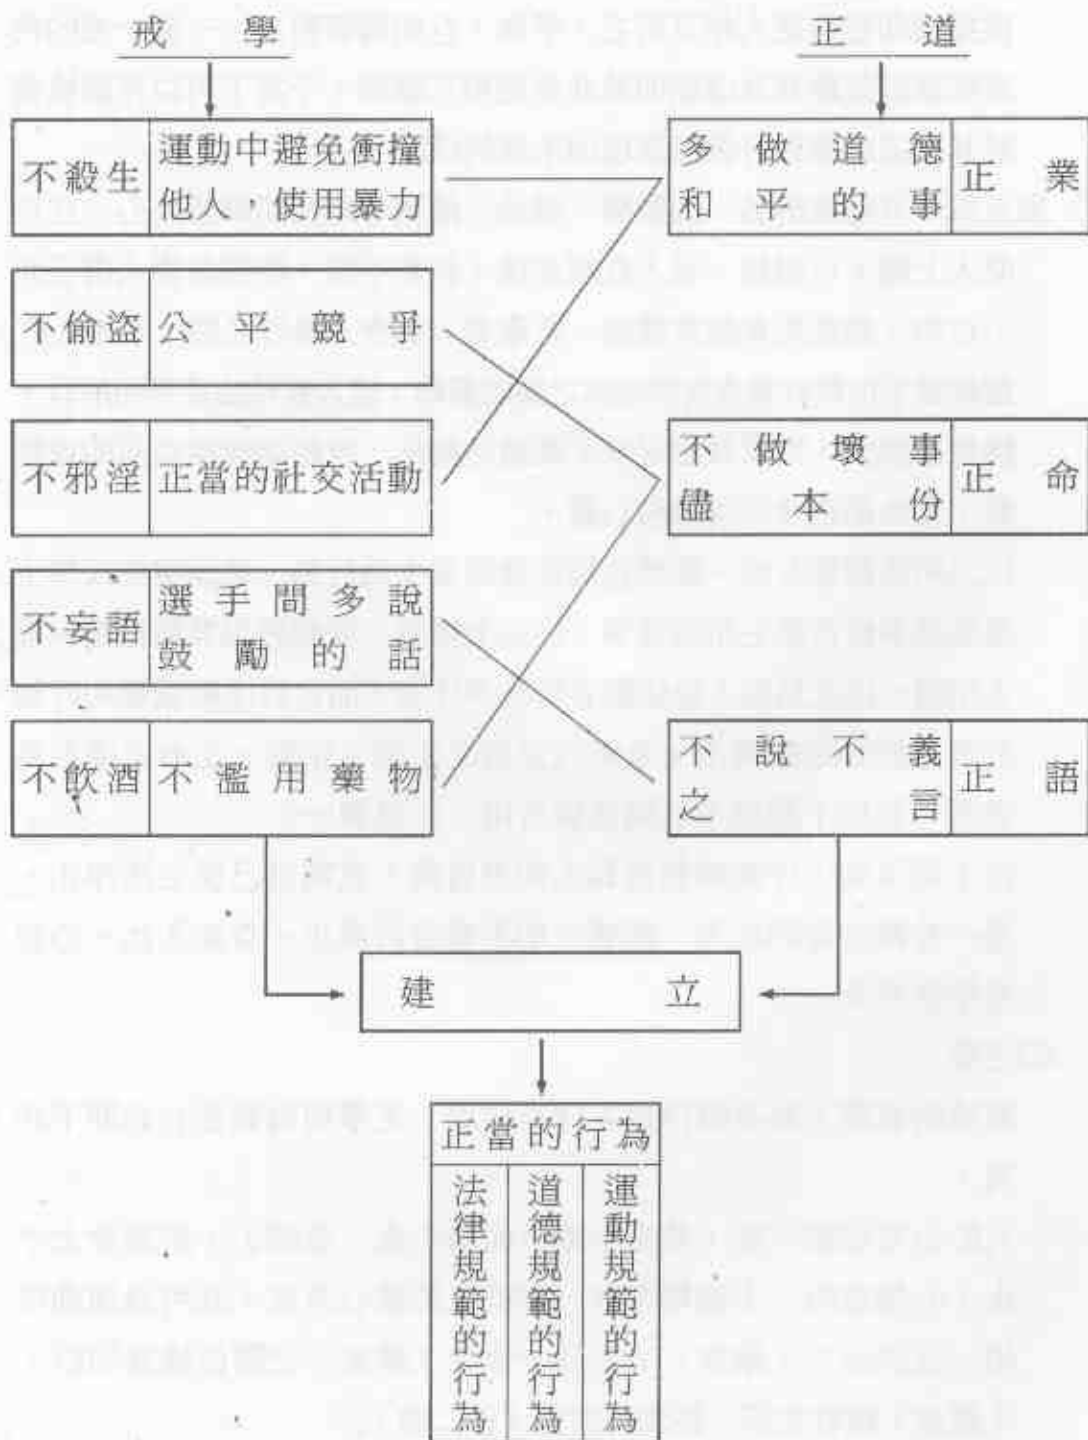 戒學 正道
不殺生 運動中避免衝撞
他人，使用暴力
多做道德
和平的事 正業
不偷盜 公平競爭
不邪淫 正當的社交活動
不做壞事
儘本份 正命
不妄語 選手間多說
鼓勵的話
不飲酒 不濫用藥物
不說不義
之言 正語
建立
正當的行為
法律規範的行為
道德規範的行為
運動規範的行為